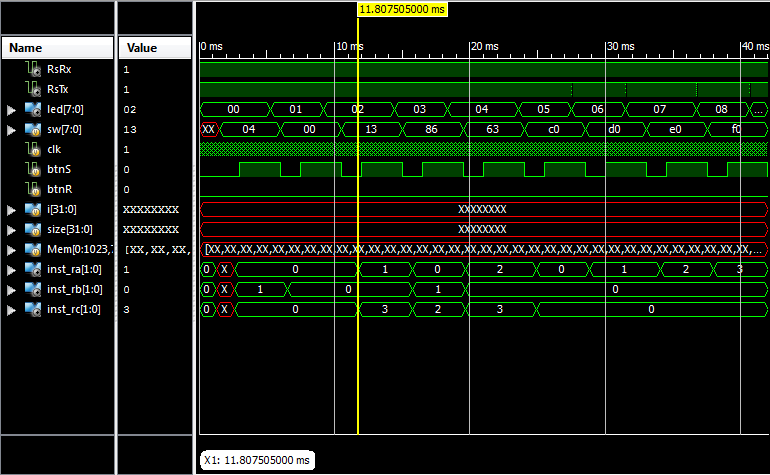 11.807505000 ms
Name Value 0 ms 10 ms 20 ms 30 ms 40 ms
RsRx 1
RsTx 1
led[7:0] 02 00 01 02 03 04 05 06 07 08 ...
sw[7:0] 13 XX 04 00 13 86 63 c0 d0 e0 f0
clk 1
btnS 0
btnR 0
i[31:0] XXXXXXXX XXXXXXXX
size[31:0] XXXXXXXX XXXXXXXX
Mem[0:1023, [XX,XX,XX, [XX,XX,XX,XX,XX,XX,XX,XX,XX,XX,XX,XX,XX,XX,XX,XX,XX,XX,XX,XX,XX,XX,XX,XX,XX,XX,XX,XX,XX,XX,XX,...
inst_ra[1:0] 1 0 X 0 1 0 2 0 1 2 3
inst_rb[1:0] 0 0 X 1 0 1 0
inst_rc[1:0] 3 0 X 0 3 2 3 0
X1: 11.807505000 ms